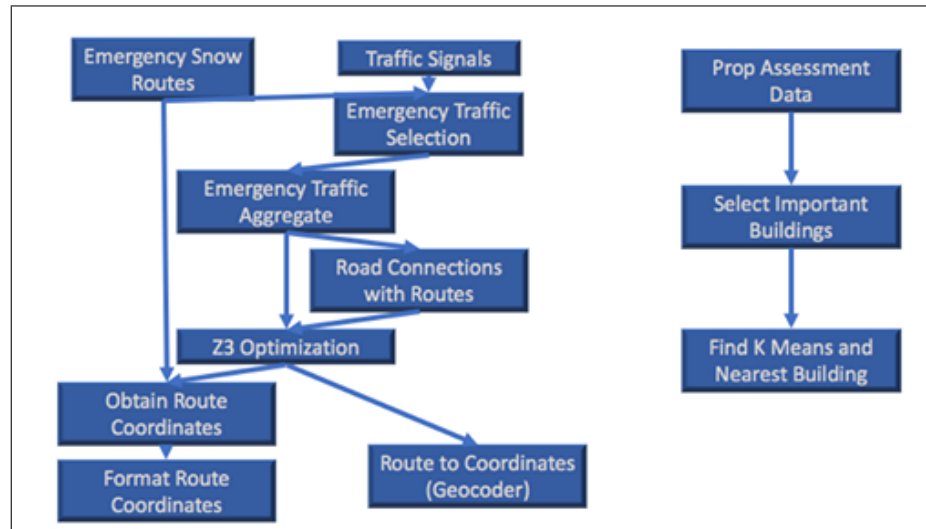 Emergency Snow
Routes
Traffic Signals
Emergency Traffic
Selection
Emergency Traffic
Aggregate
Road Connections
with Routes
Z3 Optimization
Obtain Route
Coordinates
Format Route
Coordinates
Route to Coordinates
(Geocoder)
Prop Assessment
Data
Select Important
Buildings
Find K Means and
Nearest Building